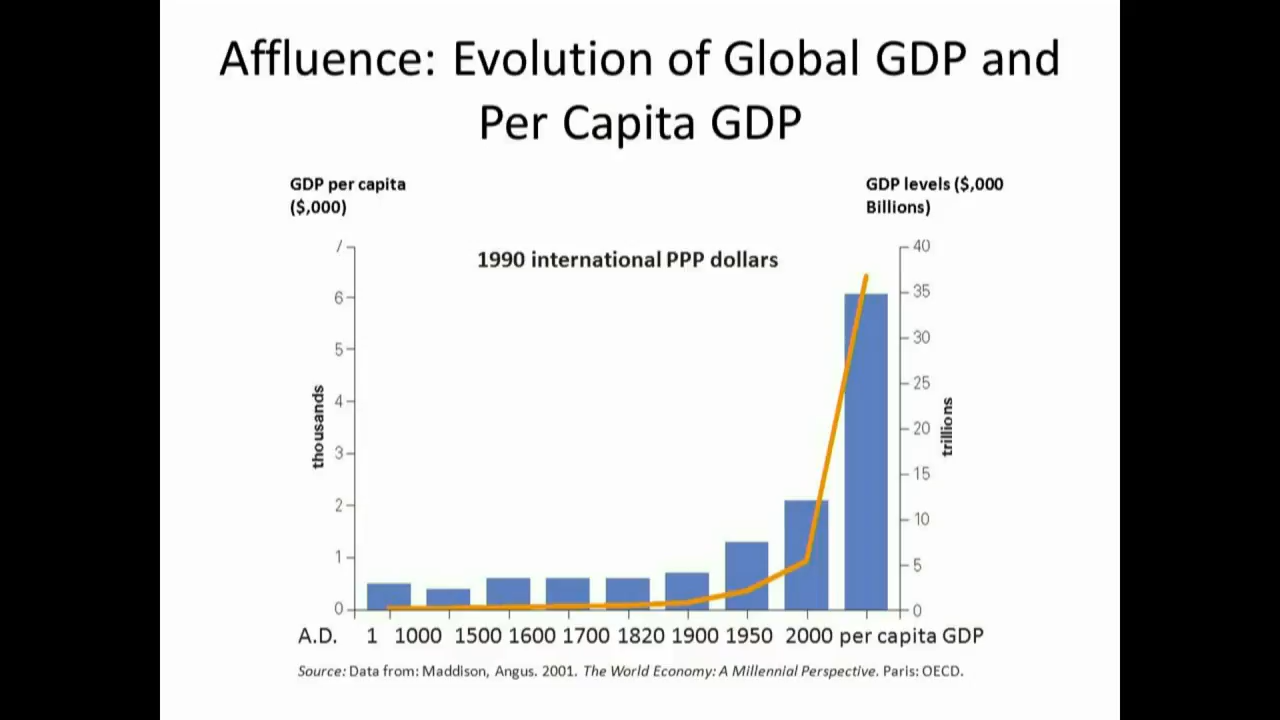 Affluence: Evolution of Global GDP and
Per Capita GDP
GDP per capita
($,000)
GDP levels ($,000
Billions)
1990 international PPP dollars
7
6
5
4
3
2
1
0
thousands
40
35
30
25
20
15
10
5
0
trillions
A.D. 1 1000 1500 1600 1700 1820 1900 1950 2000 per capita GDP
Source: Data from: Maddison, Angus. 2001. The World Economy: A Millennial Perspective. Paris: OECD.